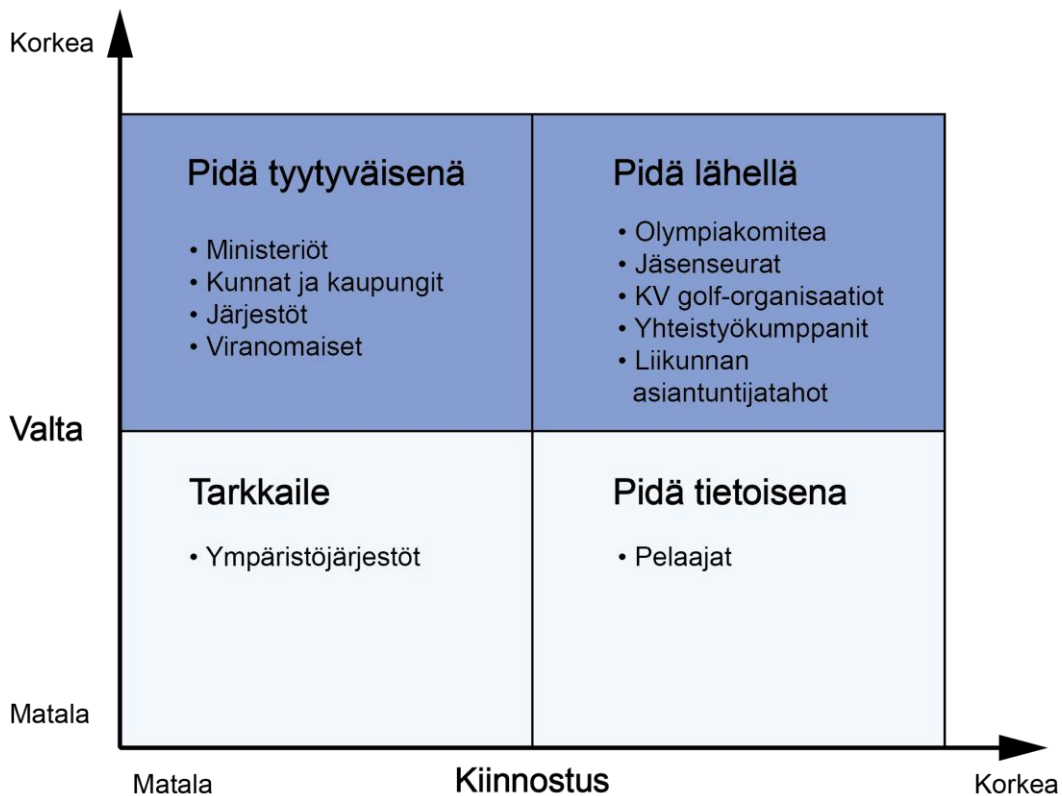 Korkea
Pidä tyytyväisenä
• Ministeriöt
• Kunnat ja kaupungit
• Järjestöt
• Viranomaiset
Pidä lähellä
• Olympiakomitea
• Jäsenseurat
• KV golf-organisaatiot
• Yhteistyökumppanit
• Liikunnan
asiantuntijatahot
Valta
Tarkkaile
• Ympäristöjärjestöt
Pidä tietoisena
• Pelaajat
Matala
Matala
Kiinnostus
Korkea